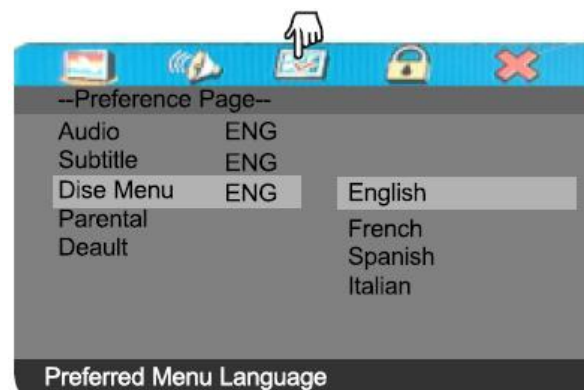 --Preference Page--
Audio ENG
Subtitle ENG
Dise Menu ENG English
Parental French
Deault Spanish
Italian
Preferred Menu Language